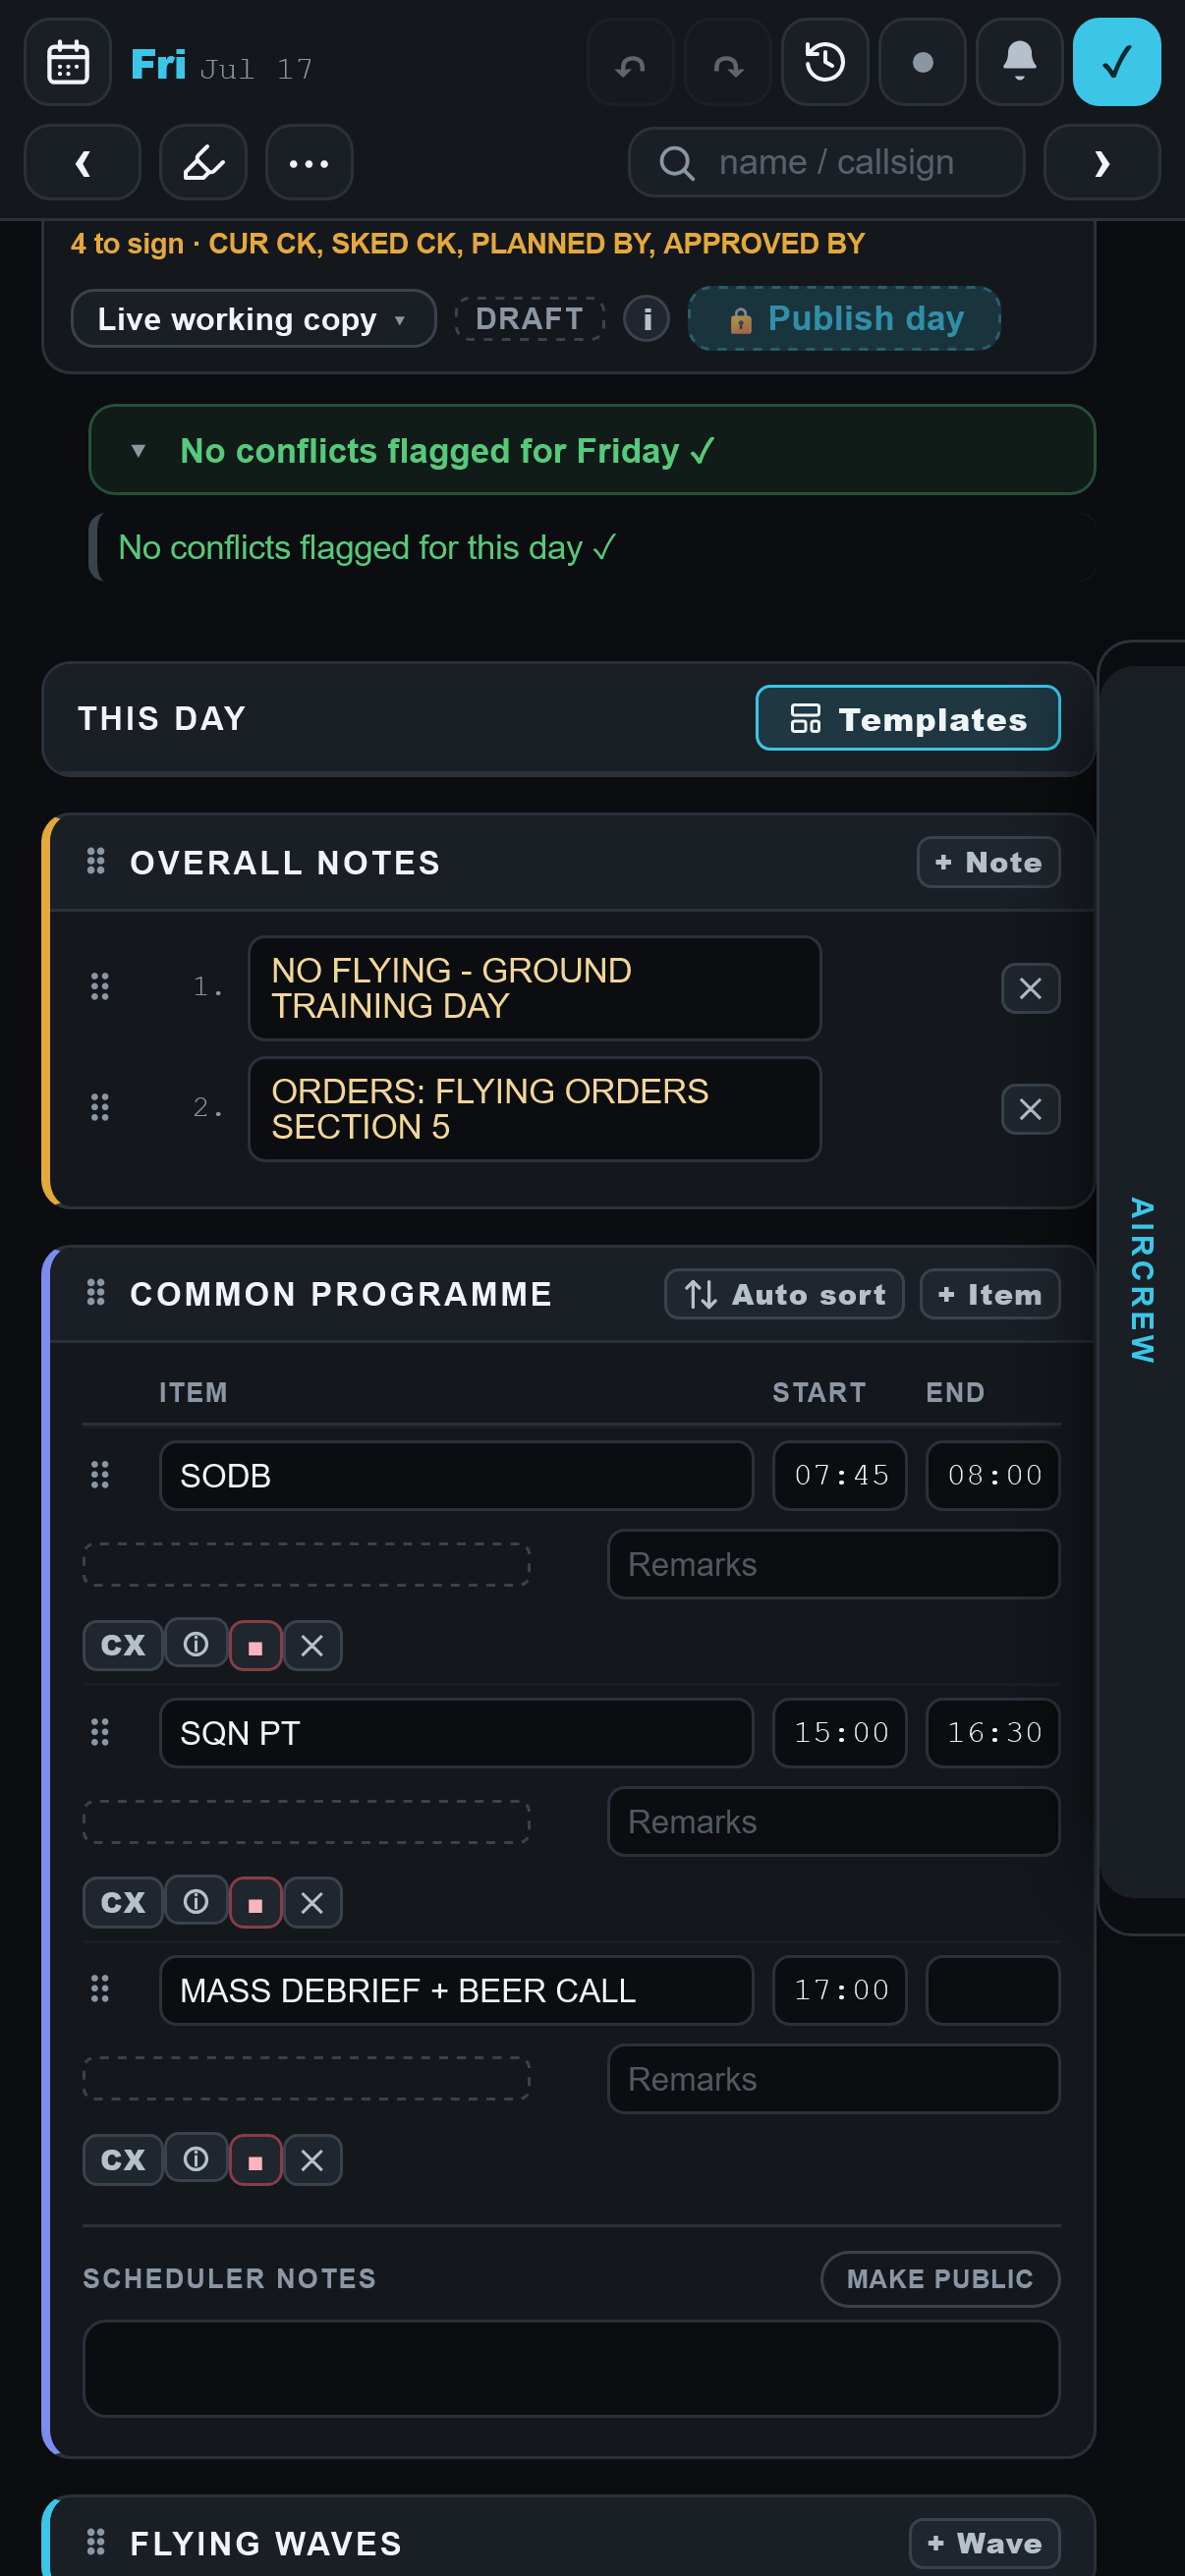 Fri Jul 17
name / callsign
4 to sign · CUR CK, SKED CK, PLANNED BY, APPROVED BY
Live working copy
DRAFT
i
Publish day
No conflicts flagged for Friday ✓
No conflicts flagged for this day ✓
THIS DAY
Templates
OVERALL NOTES
+ Note
1. NO FLYING - GROUND
TRAINING DAY
2. ORDERS: FLYING ORDERS
SECTION 5
AIRCREW
COMMON PROGRAMME
Auto sort
+ Item
ITEM START END
SODB 07:45 08:00
Remarks
CX
SQN PT 15:00 16:30
Remarks
CX
MASS DEBRIEF + BEER CALL 17:00
Remarks
CX
SCHEDULER NOTES
MAKE PUBLIC
FLYING WAVES
+ Wave